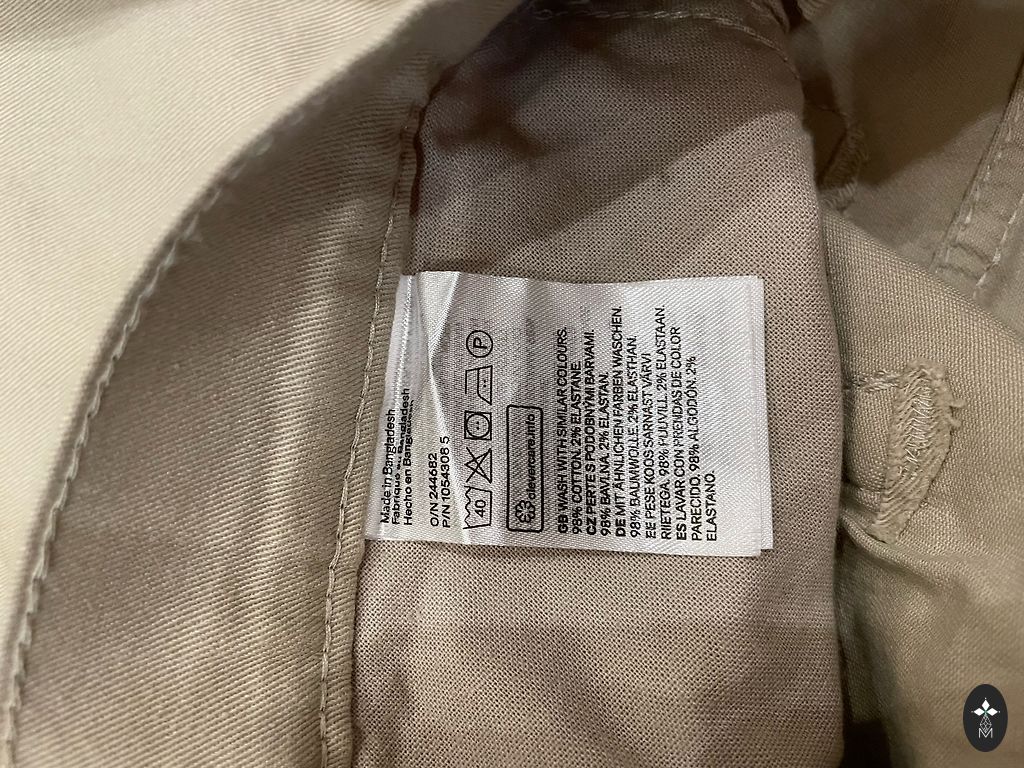 Made in Bangladesh
Fabriqué au Bangladesh
Hecho en Bangladesh
O/N 244682
P/N 1054308 5
40
P
clevercare.info
GB WASH WITH SIMILAR COLOURS.
98% COTTON. 2% ELASTANE.
CZ PERTE S PODOBNÝMI BARVAMI.
98% BAVLNA. 2% ELASTAN.
DE MIT ÄHNLICHEN FARBEN WASCHEN.
98% BAUMWOLLE. 2% ELASTHAN.
EE PESE KOOS SARNAST VÄRVI
RIIETEGA. 98% PUUVILL. 2% ELASTAAN.
ES LAVAR CON PRENDAS DE COLOR
PARECIDO. 98% ALGODÓN. 2%
ELASTANO.
M